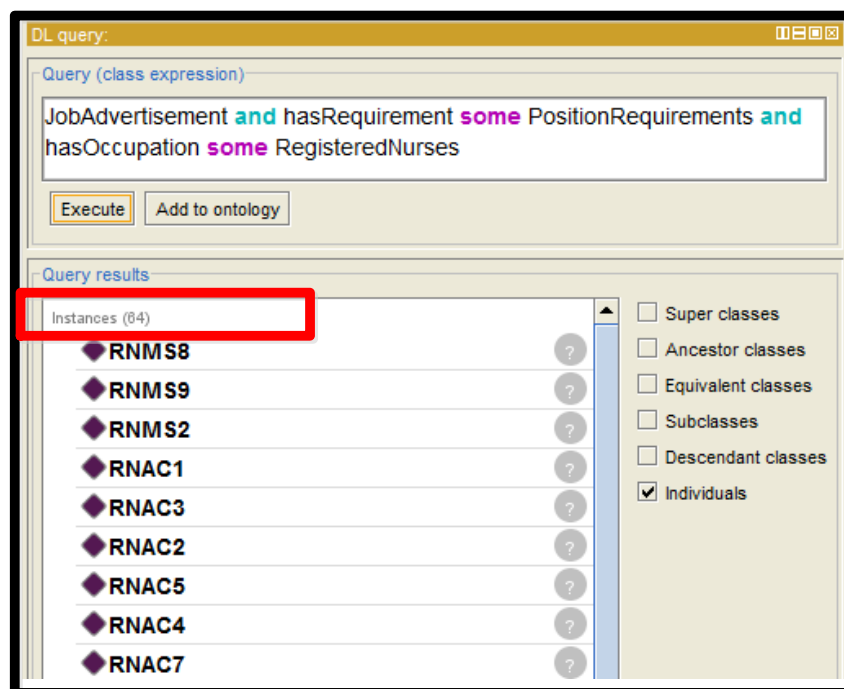 DL query:
Query (class expression)
JobAdvertisement and hasRequirement some PositionRequirements and
hasOccupation some RegisteredNurses
Execute
Add to ontology
Query results
Instances (64)
Super classes
RNMS8
?
Ancestor classes
RNMS9
?
Equivalent classes
RNMS2
?
Subclasses
RNAC1
?
Descendant classes
RNAC3
?
Individuals
RNAC2
?
RNAC5
?
RNAC4
?
RNAC7
?